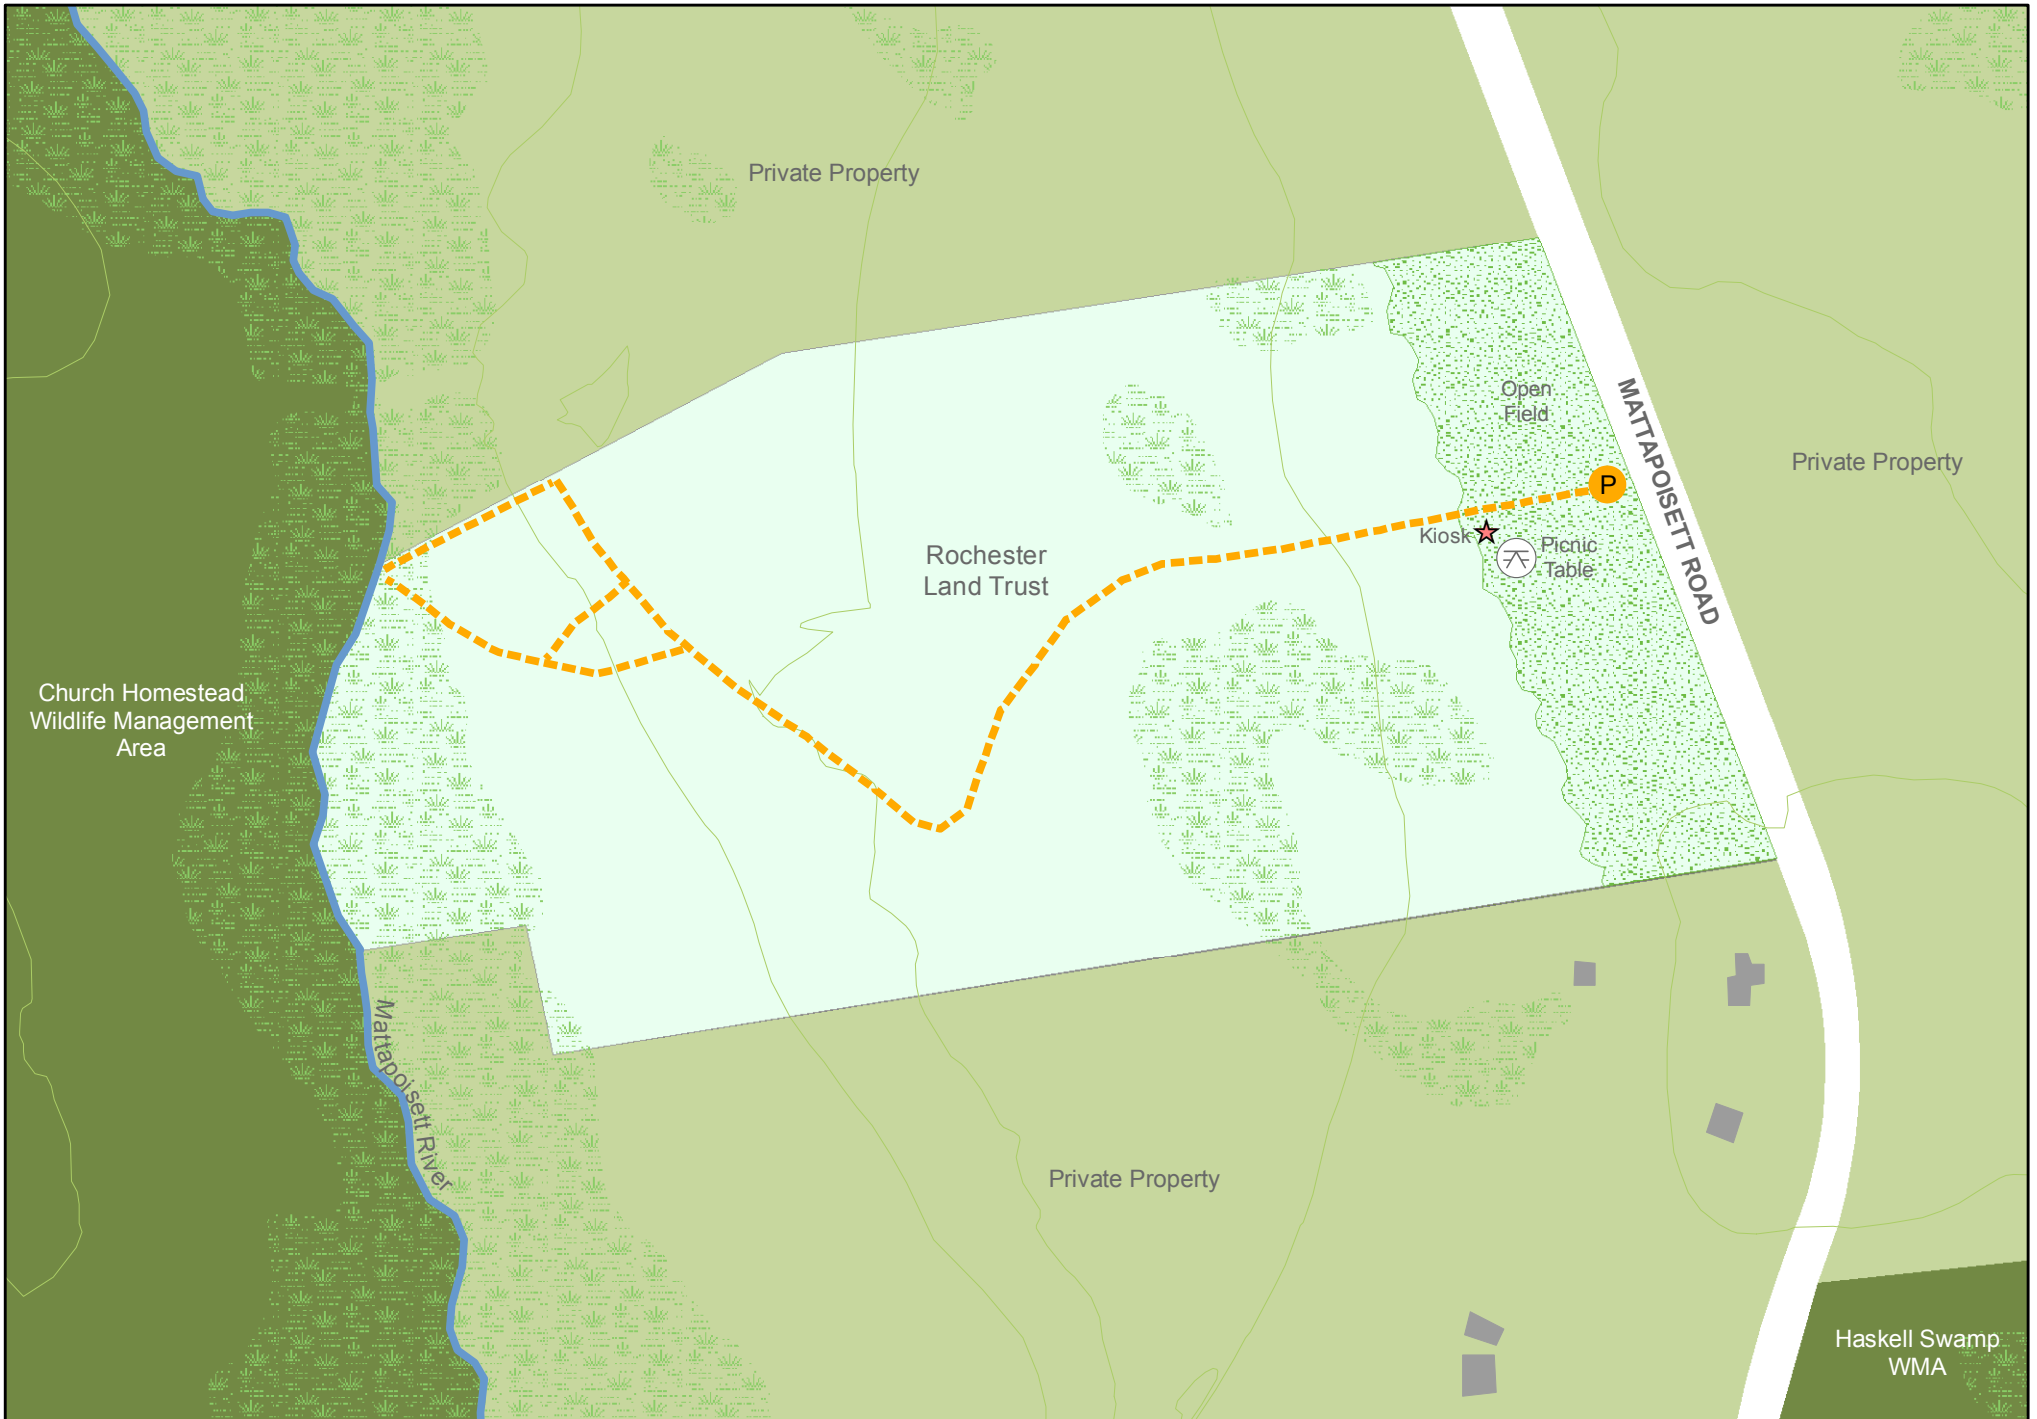 Private Property
Open
Field
MATTAPOISETT ROAD
Private Property
P
Kiosk
Picnic
Table
Rochester
Land Trust
Church Homestead
Wildlife Management
Area
Mattapoisett River
Private Property
Haskell Swamp
WMA